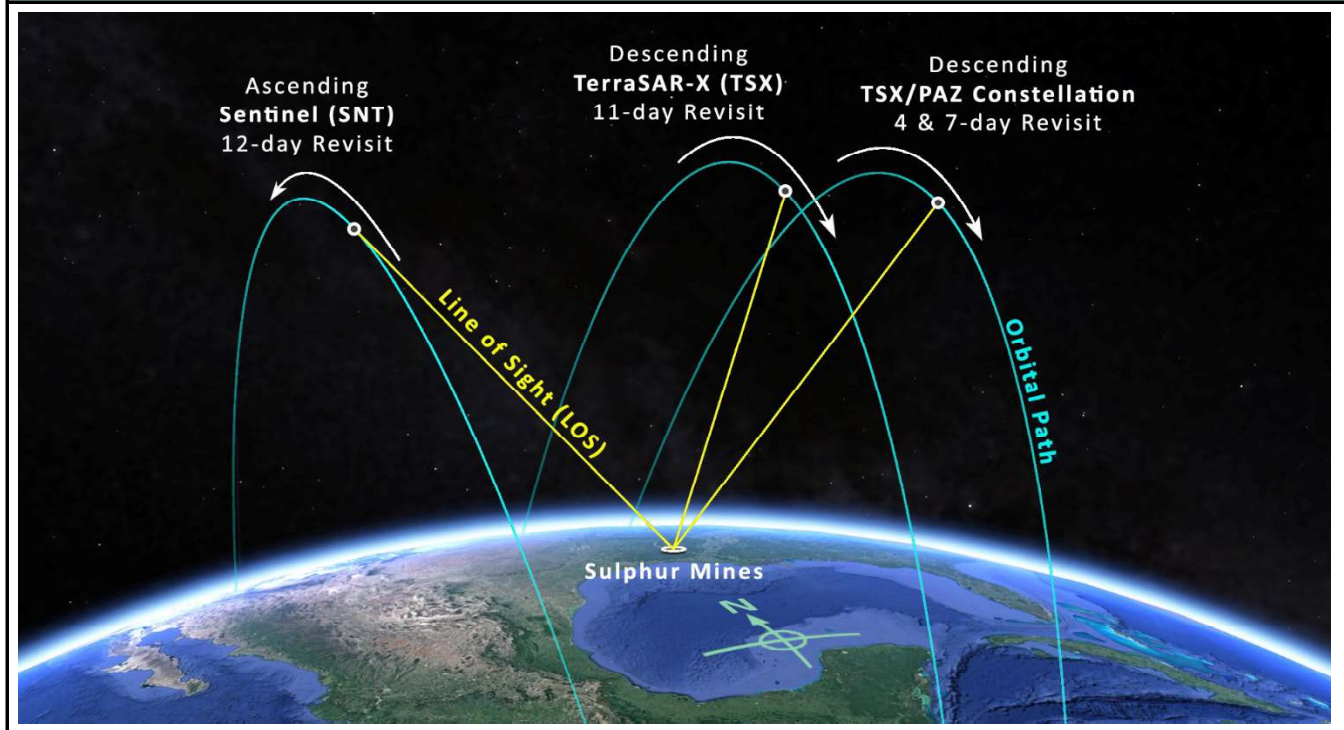 Ascending
Sentinel (SNT)
12-day Revisit
Descending
TerraSAR-X (TSX)
11-day Revisit
Descending
TSX/PAZ Constellation
4 & 7-day Revisit
Line of Sight (LOS)
Orbital Path
Sulphur Mines
N